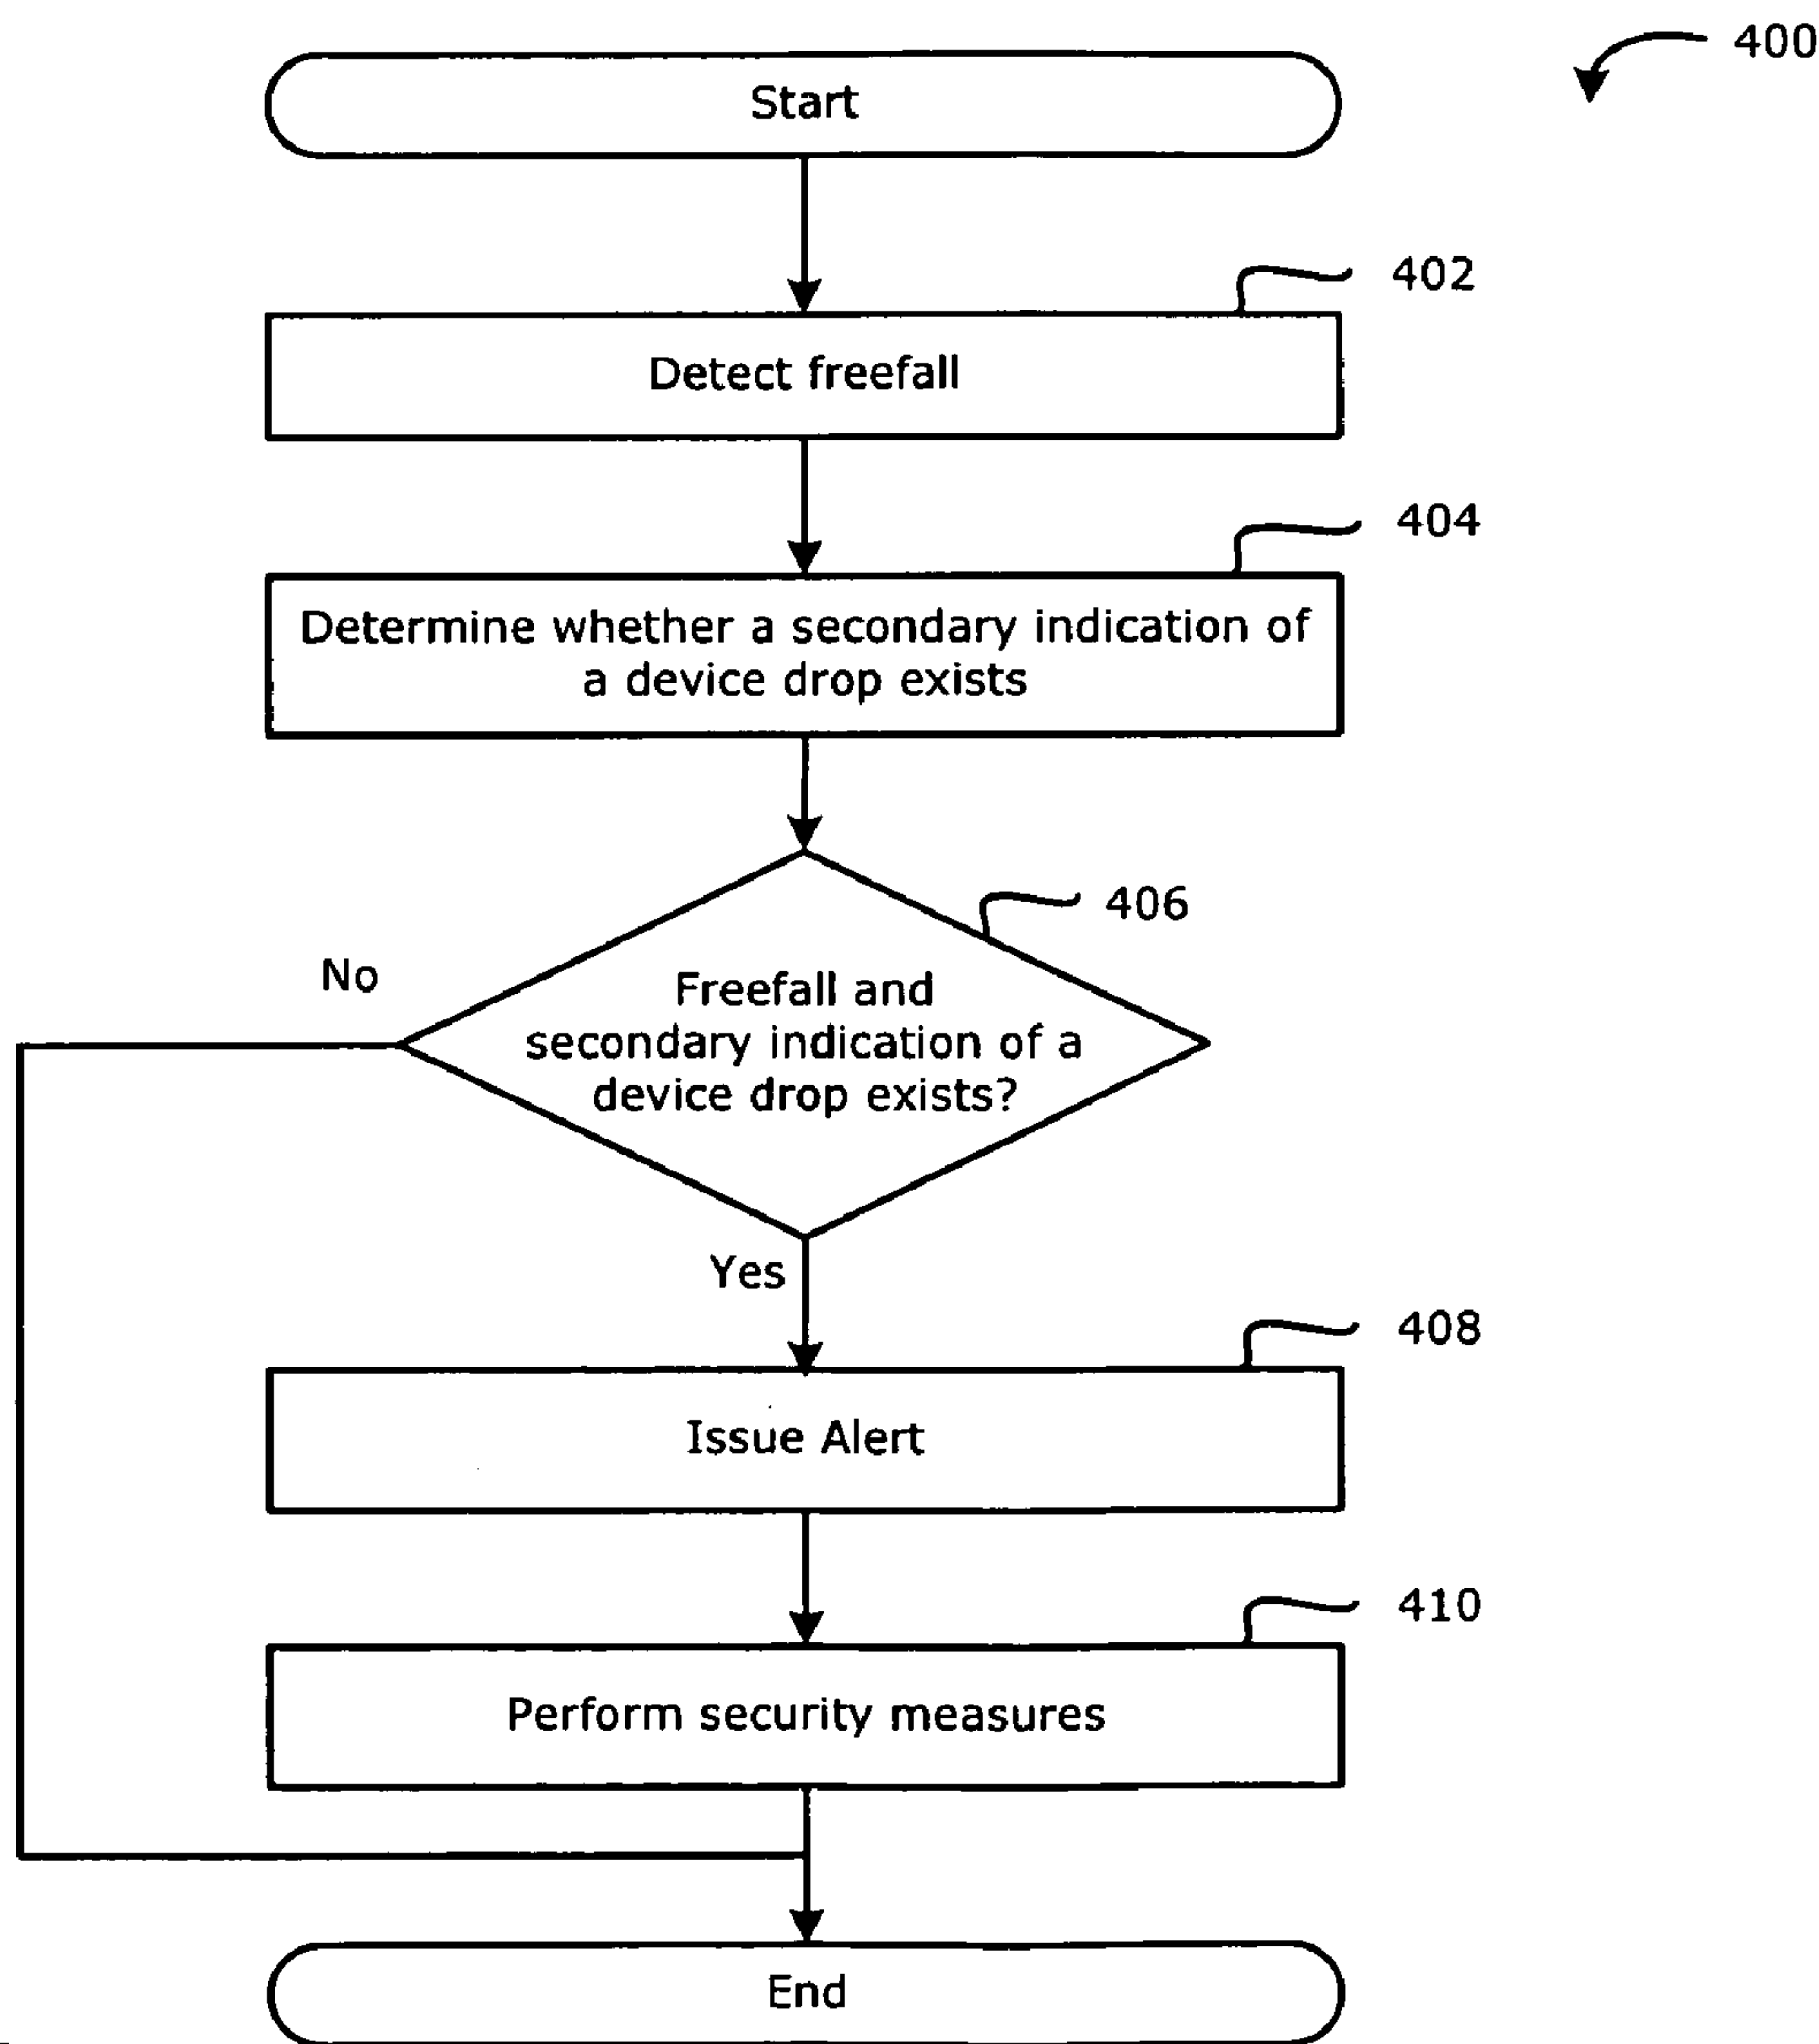 400
Start
402
Detect freefall
404
Determine whether a secondary indication of
a device drop exists
406
No
Freefall and
secondary indication of a
device drop exists?
Yes
408
Issue Alert
410
Perform security measures
End